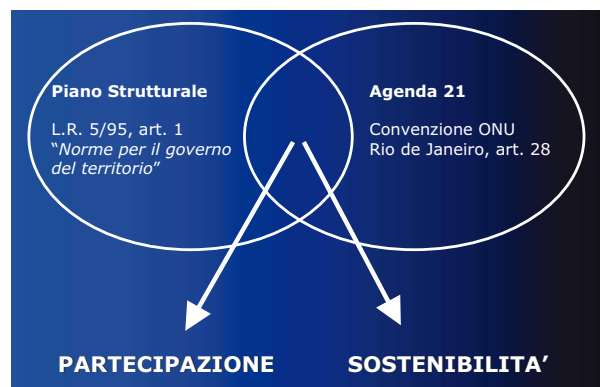 Piano Strutturale
L.R. 5/95, art. 1
“Norme per il governo
del territorio”
Agenda 21
Convenzione ONU
Rio de Janeiro, art. 28
PARTECIPAZIONE
SOSTENIBILITA’